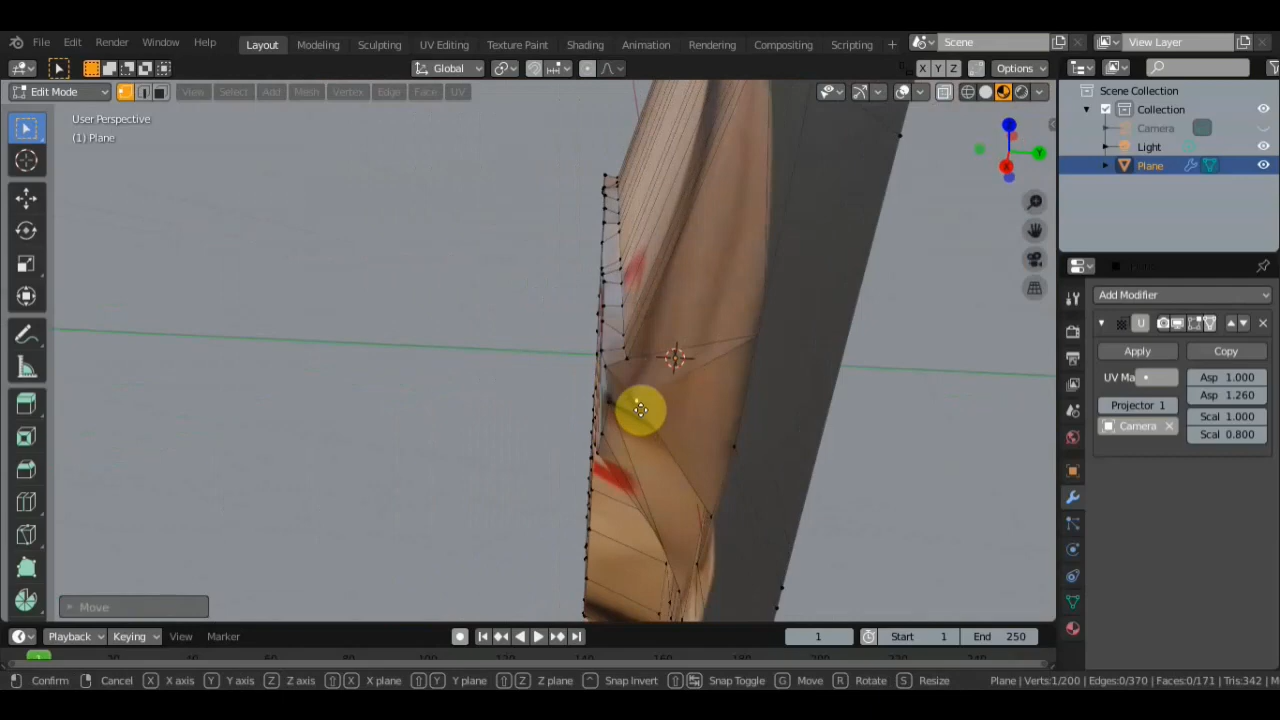 File Edit Render Window Help Layout Modeling Sculpting UV Editing Texture Paint Shading Animation Rendering Compositing Scripting + Scene View Layer
Global X Y Z Options
Edit Mode View Select Add Mesh Vertex Edge Face UV
User Perspective
(1) Plane
Scene Collection
Collection
Camera
Light
Plane
Z
Y
X
Add Modifier
U
Apply Copy
UV Ma Asp 1.000
Asp 1.260
Projector 1
Scal 1.000
Camera
Scal 0.800
Move
Playback Keying View Marker 1 Start 1 End 250
1
Confirm Cancel X X axis Y Y axis Z Z axis X X plane Y Y plane Z Z plane Snap Invert Snap Toggle G Move R Rotate S Resize Plane | Verts:1/200 | Edges:0/370 | Faces:0/171 | Tris:342 | M